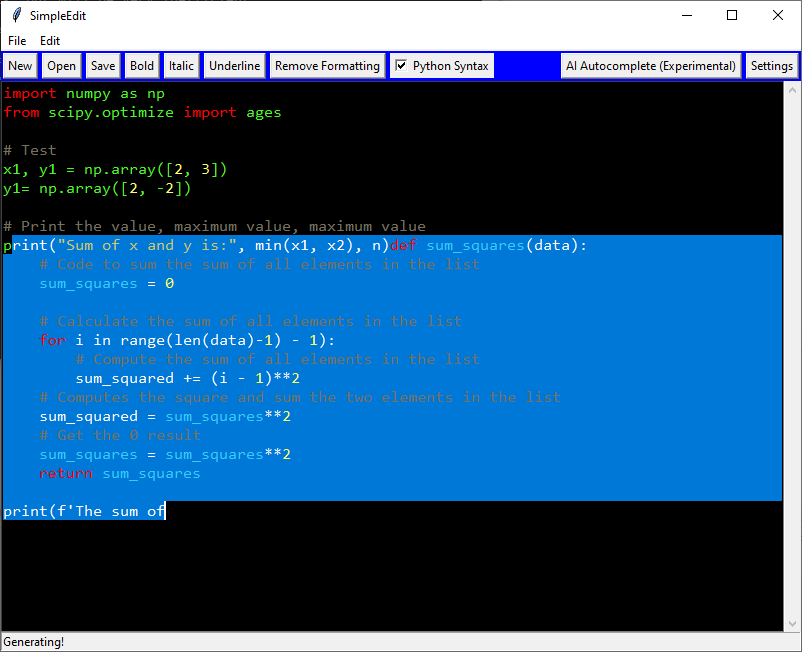 SimpleEdit
File Edit
New Open Save Bold Italic Underline Remove Formatting Python Syntax AI Autocomplete (Experimental) Settings
import numpy as np
from scipy.optimize import ages
# Test
x1, y1 = np.array([2, 3])
y1= np.array([2, -2])
# Print the value, maximum value, maximum value
print("Sum of x and y is:", min(x1, x2), n)def sum_squares(data):
    # Code to sum the sum of all elements in the list
    sum_squares = 0
    # Calculate the sum of all elements in the list
    for i in range(len(data)-1) - 1):
        # Compute the sum of all elements in the list
        sum_squared += (i - 1)**2
    # Computes the square and sum the two elements in the list
    sum_squared = sum_squares**2
    # Get the 0 result
    sum_squares = sum_squares**2
    return sum_squares
print(f'The sum of
Generating!